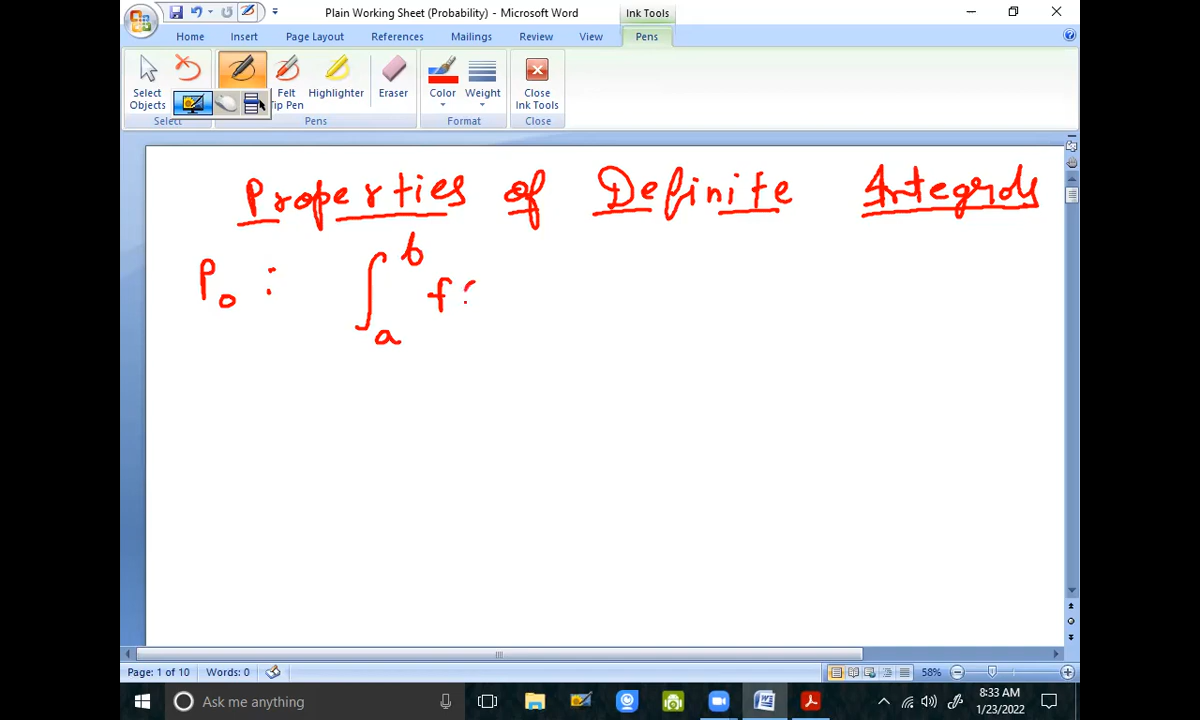 Plain Working Sheet (Probability) - Microsoft Word
Ink Tools
Home Insert Page Layout References Mailings Review View Pens
Select Objects
Felt Tip Pen
Highlighter
Eraser
Color
Weight
Close Ink Tools
Select Pens Format Close
Properties of Definite Integrals
P₀ : ∫ₐᵇ f
Page: 1 of 10 Words: 0 58%
Ask me anything
8:33 AM
1/23/2022